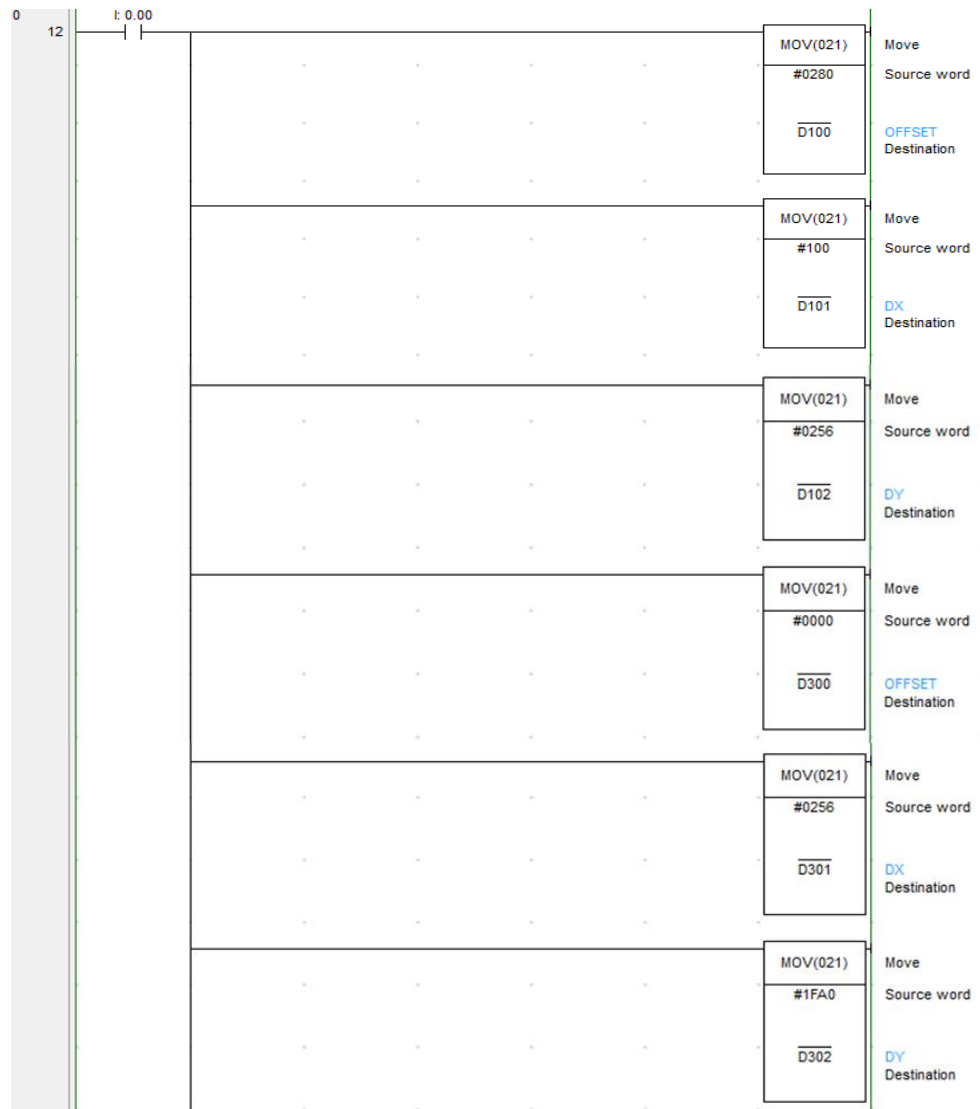 0
I: 0.00
12
MOV(021) Move
#0280 Source word
D100 OFFSET
Destination
MOV(021) Move
#100 Source word
D101 DX
Destination
MOV(021) Move
#0256 Source word
D102 DY
Destination
MOV(021) Move
#0000 Source word
D300 OFFSET
Destination
MOV(021) Move
#0256 Source word
D301 DX
Destination
MOV(021) Move
#1FA0 Source word
D302 DY
Destination